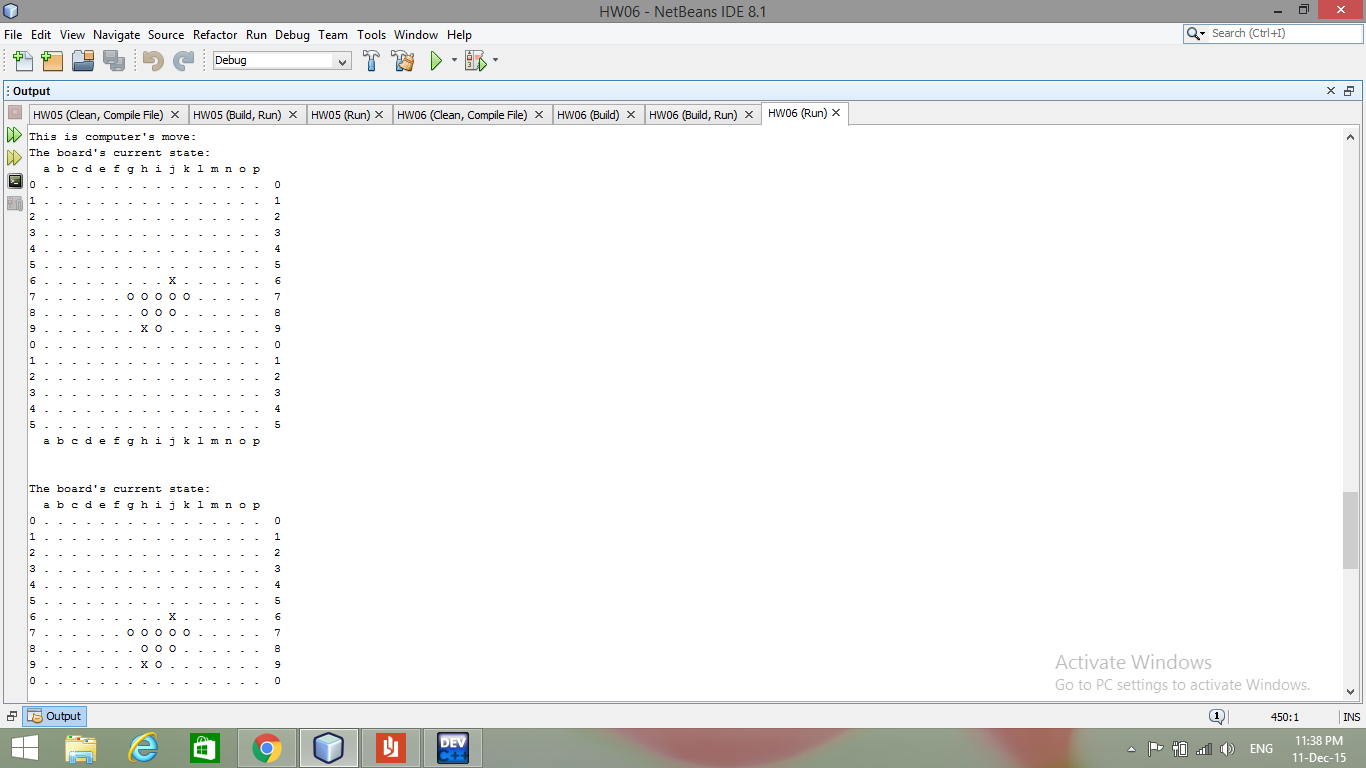 HW06 - NetBeans IDE 8.1
File Edit View Navigate Source Refactor Run Debug Team Tools Window Help
Search (Ctrl+I)
Debug
Output
HW05 (Clean, Compile File) HW05 (Build, Run) HW05 (Run) HW06 (Clean, Compile File) HW06 (Build) HW06 (Build, Run) HW06 (Run)
This is computer's move:
The board's current state:
a b c d e f g h i j k l m n o p
0 . . . . . . . . . . . . . . . . 0
1 . . . . . . . . . . . . . . . . 1
2 . . . . . . . . . . . . . . . . 2
3 . . . . . . . . . . . . . . . . 3
4 . . . . . . . . . . . . . . . . 4
5 . . . . . . . . . . . . . . . . 5
6 . . . . . . . . . X . . . . . . 6
7 . . . . . . O O O O O . . . . . 7
8 . . . . . . . O O O . . . . . . 8
9 . . . . . . . X O . . . . . . . 9
0 . . . . . . . . . . . . . . . . 0
1 . . . . . . . . . . . . . . . . 1
2 . . . . . . . . . . . . . . . . 2
3 . . . . . . . . . . . . . . . . 3
4 . . . . . . . . . . . . . . . . 4
5 . . . . . . . . . . . . . . . . 5
a b c d e f g h i j k l m n o p
The board's current state:
a b c d e f g h i j k l m n o p
0 . . . . . . . . . . . . . . . . 0
1 . . . . . . . . . . . . . . . . 1
2 . . . . . . . . . . . . . . . . 2
3 . . . . . . . . . . . . . . . . 3
4 . . . . . . . . . . . . . . . . 4
5 . . . . . . . . . . . . . . . . 5
6 . . . . . . . . . X . . . . . . 6
7 . . . . . . O O O O O . . . . . 7
8 . . . . . . . O O O . . . . . . 8
9 . . . . . . . X O . . . . . . . 9
0 . . . . . . . . . . . . . . . . 0
Activate Windows
Go to PC settings to activate Windows.
Output
1 450:1 INS
DEV C++
ENG 11:38 PM
11-Dec-15